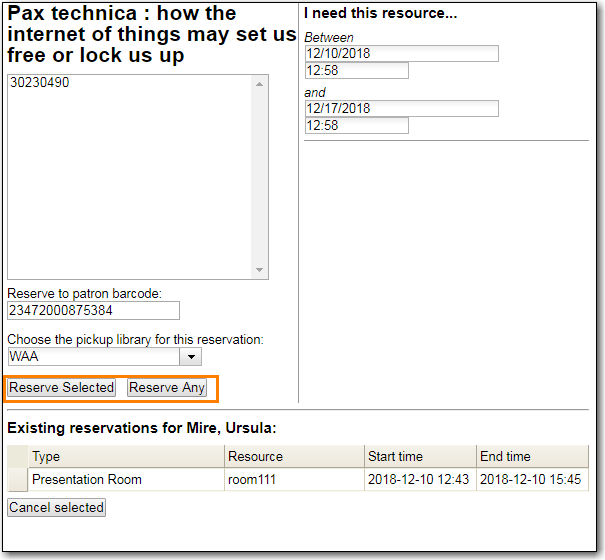 Pax technica : how the
internet of things may set us
free or lock us up
30230490
Reserve to patron barcode:
23472000875384
Choose the pickup library for this reservation:
WAA
Reserve Selected
Reserve Any
I need this resource...
Between
12/10/2018
12:58
and
12/17/2018
12:58
Existing reservations for Mire, Ursula:
Type Resource Start time End time
Presentation Room room111 2018-12-10 12:43 2018-12-10 15:45
Cancel selected